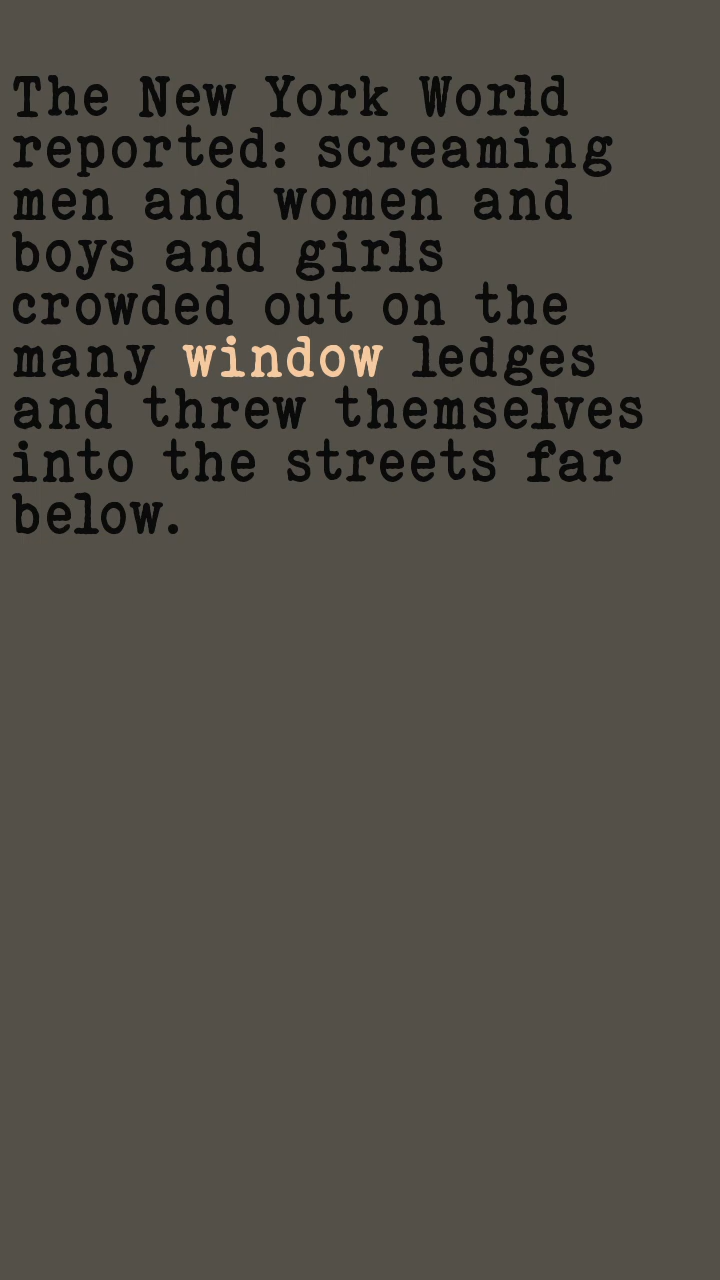 The New York World
reported: screaming
men and women and
boys and girls
crowded out on the
many window ledges
and threw themselves
into the streets far
below.